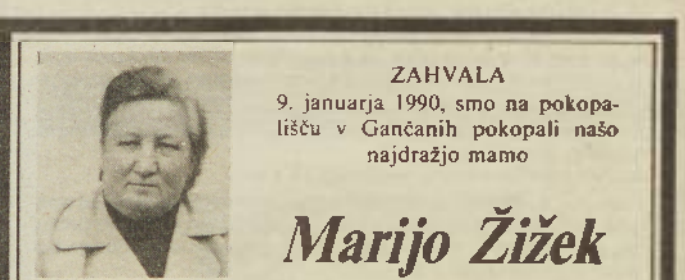 ZAHVALA
9. januarja 1990, smo na pokopa-
lišču v Gančanih pokopali našo
najdražjo mamo
Marijo Žižek